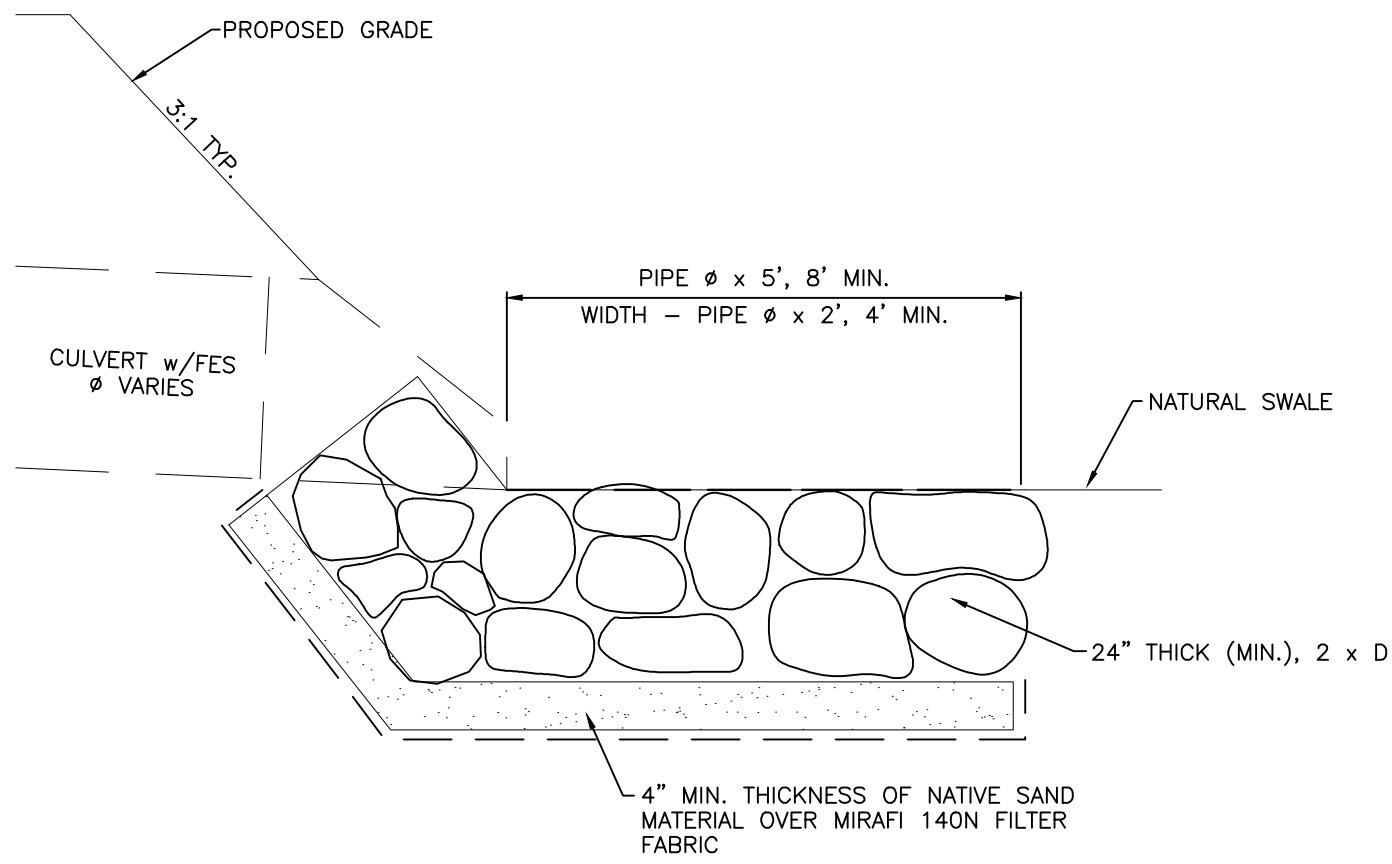 PROPOSED GRADE
3:1 TYP.
PIPE ø x 5', 8' MIN.
WIDTH – PIPE ø x 2', 4' MIN.
CULVERT w/FES
ø VARIES
NATURAL SWALE
24" THICK (MIN.), 2 x D
4" MIN. THICKNESS OF NATIVE SAND
MATERIAL OVER MIRAFI 140N FILTER
FABRIC